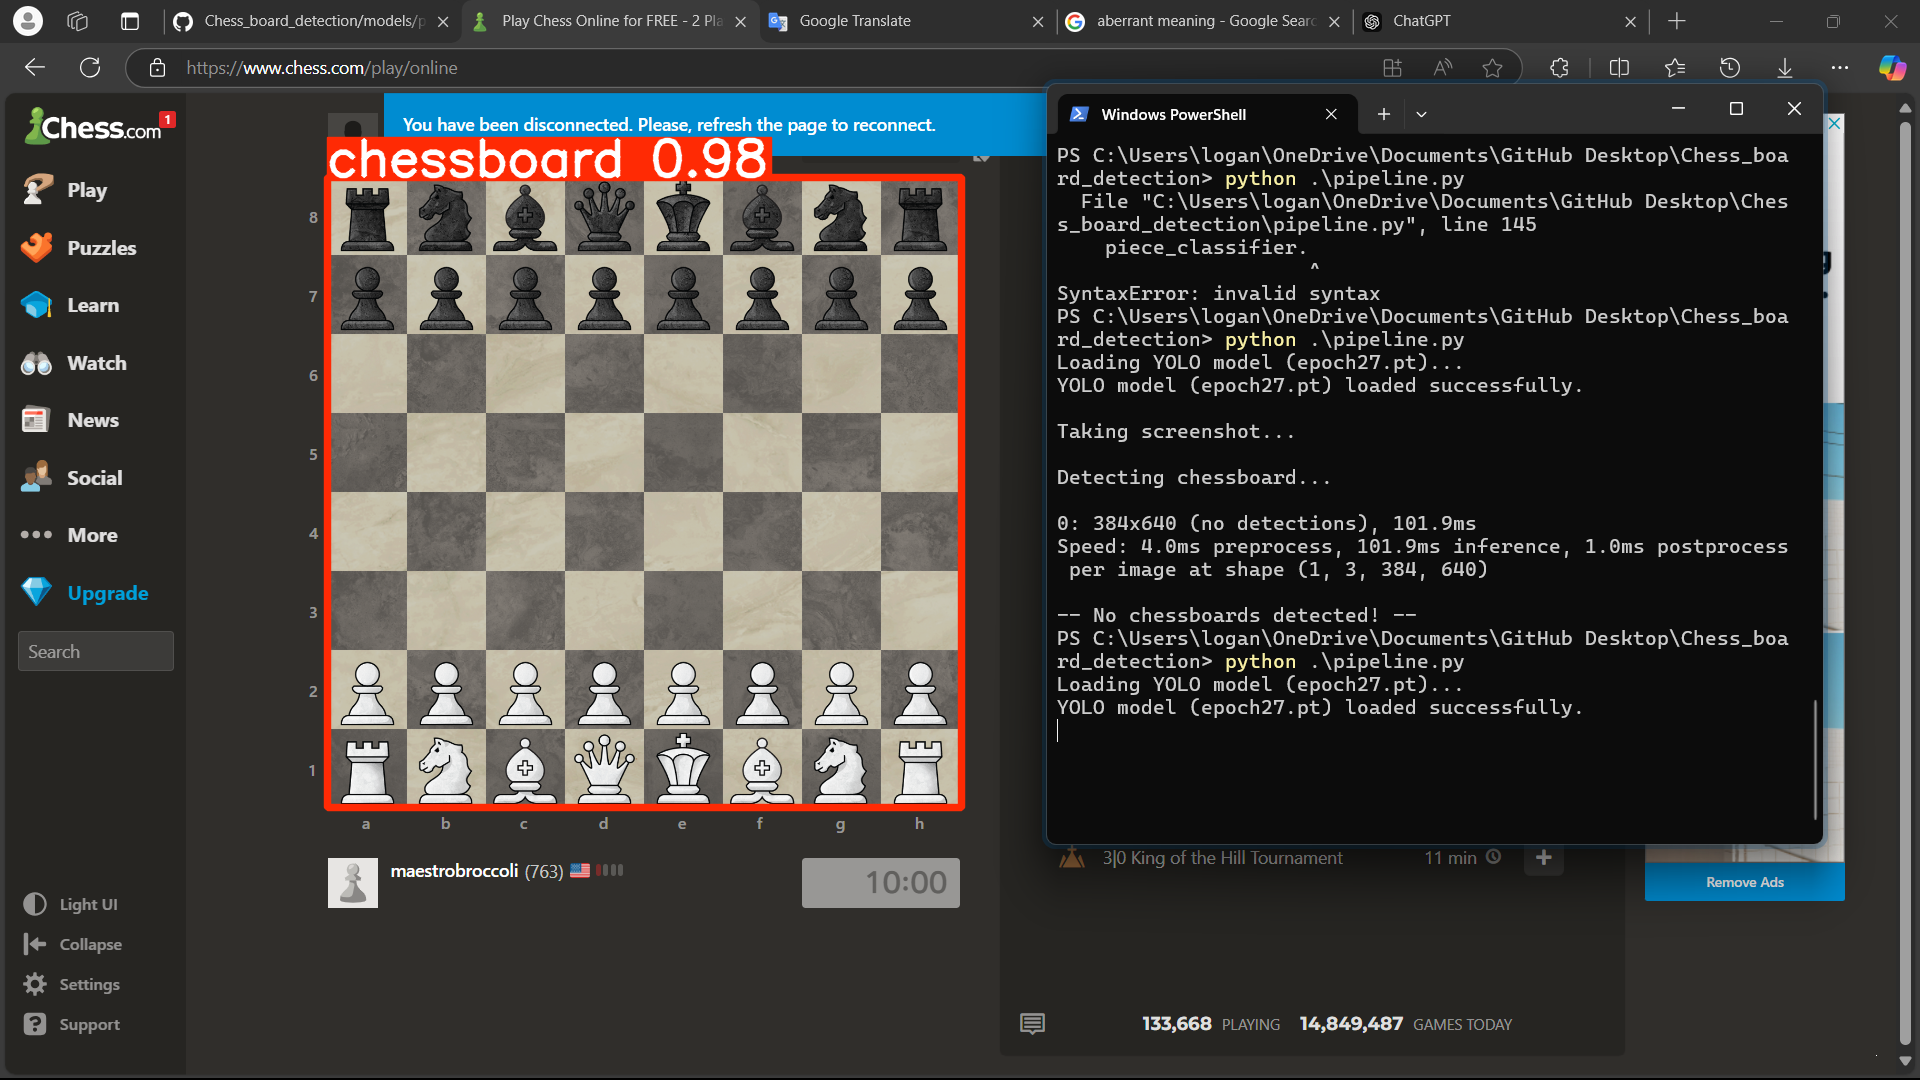 Chess_board_detection/models/p
Play Chess Online for FREE - 2 Pla
Google Translate
aberrant meaning - Google Searc
ChatGPT
https://www.chess.com/play/online
Chess.com
1
You have been disconnected. Please, refresh the page to reconnect.
chessboard 0.98
Play
Puzzles
Learn
Watch
News
Social
More
Upgrade
Search
Light UI
Collapse
Settings
Support
8
7
6
5
4
3
2
1
a b c d e f g h
maestrobroccoli (763)
10:00
Windows PowerShell
PS C:\Users\logan\OneDrive\Documents\GitHub Desktop\Chess_boa
rd_detection> python .\pipeline.py
File "C:\Users\logan\OneDrive\Documents\GitHub Desktop\Ches
s_board_detection\pipeline.py", line 145
piece_classifier.
^
SyntaxError: invalid syntax
PS C:\Users\logan\OneDrive\Documents\GitHub Desktop\Chess_boa
rd_detection> python .\pipeline.py
Loading YOLO model (epoch27.pt)...
YOLO model (epoch27.pt) loaded successfully.
Taking screenshot...
Detecting chessboard...
0: 384x640 (no detections), 101.9ms
Speed: 4.0ms preprocess, 101.9ms inference, 1.0ms postprocess
per image at shape (1, 3, 384, 640)
-- No chessboards detected! --
PS C:\Users\logan\OneDrive\Documents\GitHub Desktop\Chess_boa
rd_detection> python .\pipeline.py
Loading YOLO model (epoch27.pt)...
YOLO model (epoch27.pt) loaded successfully.
3|0 King of the Hill Tournament 11 min
Remove Ads
133,668 PLAYING 14,849,487 GAMES TODAY